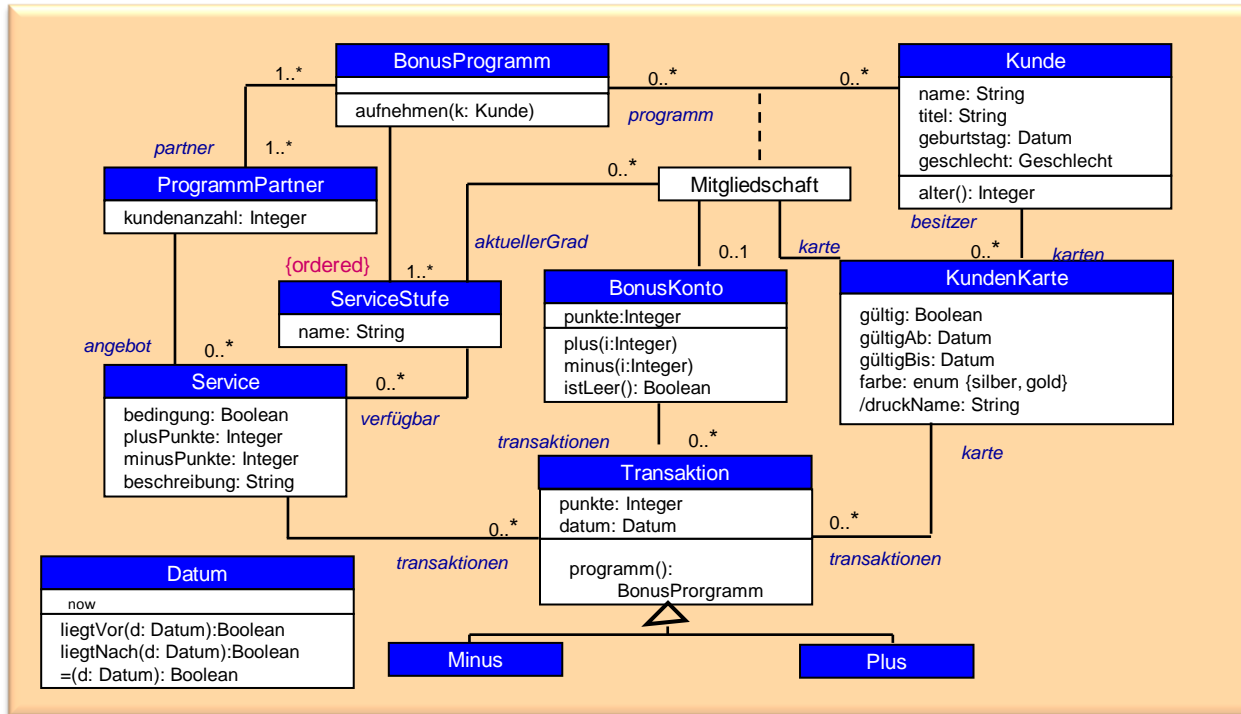 BonusProgramm
aufnehmen(k: Kunde)
1..*
0..*
0..*
programm
Kunde
name: String
titel: String
geburtstag: Datum
geschlecht: Geschlecht
alter(): Integer
partner
1..*
ProgrammPartner
kundenanzahl: Integer
0..*
Mitgliedschaft
aktuellerGrad
besitzer
0..*
karten
karte
0..1
{ordered}
1..*
ServiceStufe
name: String
BonusKonto
punkte:Integer
plus(i:Integer)
minus(i:Integer)
istLeer(): Boolean
KundenKarte
gültig: Boolean
gültigAb: Datum
gültigBis: Datum
farbe: enum {silber, gold}
/druckName: String
angebot
0..*
Service
bedingung: Boolean
plusPunkte: Integer
minusPunkte: Integer
beschreibung: String
0..*
verfügbar
transaktionen
0..*
karte
Transaktion
punkte: Integer
datum: Datum
programm():
BonusProrgramm
0..*
transaktionen
0..*
transaktionen
Datum
now
liegtVor(d: Datum):Boolean
liegtNach(d: Datum):Boolean
=(d: Datum): Boolean
Minus
Plus